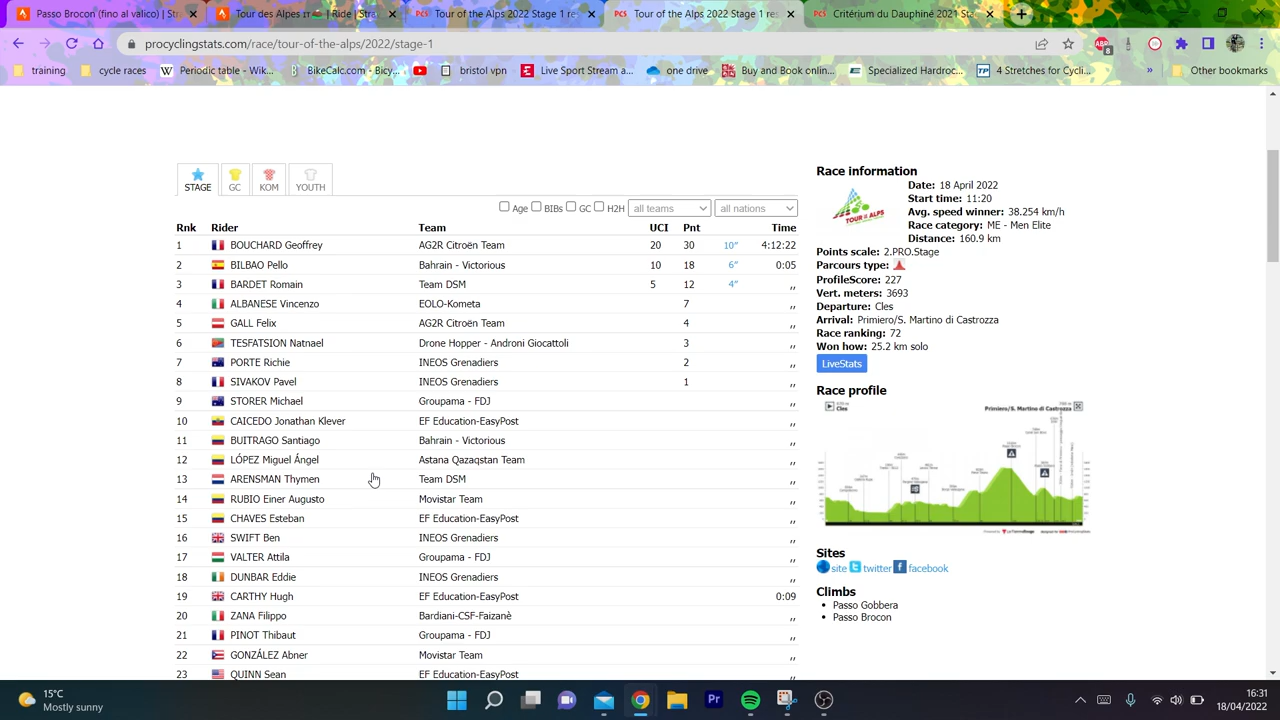 Passo Brocon (fino al valico) | St
Tour des Alpes
| Ride | Stra
PCS Tour of the Alps 2022 Stage 1 re
PCS Tour of the Alps 2022 Stage 1 res
PCS Critérium du Dauphiné 2021 Stag
procyclingstats.com/race/tour-of-the-alps/2022/stage-1
training
cycle races
Periodic table - Wik...
BikeCalc.com - Bicy...
bristol vpn
Live Sport Stream a...
one drive
Buy and Book onlin...
Specialized Hardroc...
4 Stretches for Cycli...
»
Other bookmarks
STAGE GC KOM YOUTH
Age BIBs GC H2H all teams all nations
Rnk Rider Team UCI Pnt Time
1 BOUCHARD Geoffrey AG2R Citroën Team 20 30 10″ 4:12:22
2 BILBAO Pello Bahrain - Victorious 10 18 6″ 0:05
3 BARDET Romain Team DSM 5 12 4″ ,,
4 ALBANESE Vincenzo EOLO-Kometa 7 ,,
5 GALL Felix AG2R Citroën Team 4 ,,
6 TESFATSION Natnael Drone Hopper - Androni Giocattoli 3 ,,
7 PORTE Richie INEOS Grenadiers 2 ,,
8 SIVAKOV Pavel INEOS Grenadiers 1 ,,
9 STORER Michael Groupama - FDJ ,,
10 CAICEDO Jonathan Klever EF Education-EasyPost ,,
11 BUITRAGO Santiago Bahrain - Victorious ,,
12 LÓPEZ Miguel Ángel Astana Qazaqstan Team ,,
13 ARENSMAN Thymen Team DSM ,,
14 RUBIO Einer Augusto Movistar Team ,,
15 CHAVES Esteban EF Education-EasyPost ,,
16 SWIFT Ben INEOS Grenadiers ,,
17 VALTER Attila Groupama - FDJ ,,
18 DUNBAR Eddie INEOS Grenadiers ,,
19 CARTHY Hugh EF Education-EasyPost 0:09
20 ZANA Filippo Bardiani-CSF-Faizanè ,,
21 PINOT Thibaut Groupama - FDJ ,,
22 GONZÁLEZ Abner Movistar Team ,,
23 QUINN Sean EF Education-EasyPost ,,
Race information
TOUR of the ALPS
Date: 18 April 2022
Start time: 11:20
Avg. speed winner: 38.254 km/h
Race category: ME - Men Elite
Distance: 160.9 km
Points scale: 2.PRO.Stage
Parcours type:
ProfileScore: 227
Vert. meters: 3693
Departure: Cles
Arrival: Primiero/S. Martino di Castrozza
Race ranking: 72
Won how: 25.2 km solo
LiveStats
Race profile
Cles
Primiero/S. Martino di Castrozza
Sites
site twitter facebook
Climbs
• Passo Gobbera
• Passo Brocon
15°C
Mostly sunny
16:31
18/04/2022